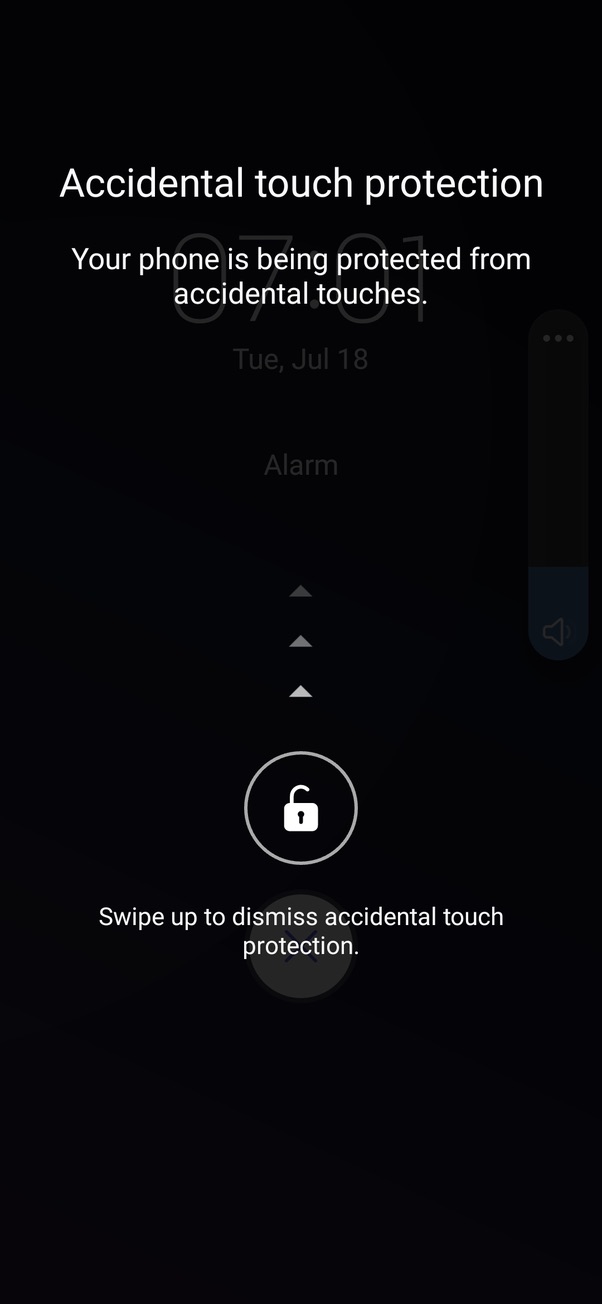 Accidental touch protection
07:01
Your phone is being protected from
accidental touches.
Tue, Jul 18
Alarm
Swipe up to dismiss accidental touch
protection.